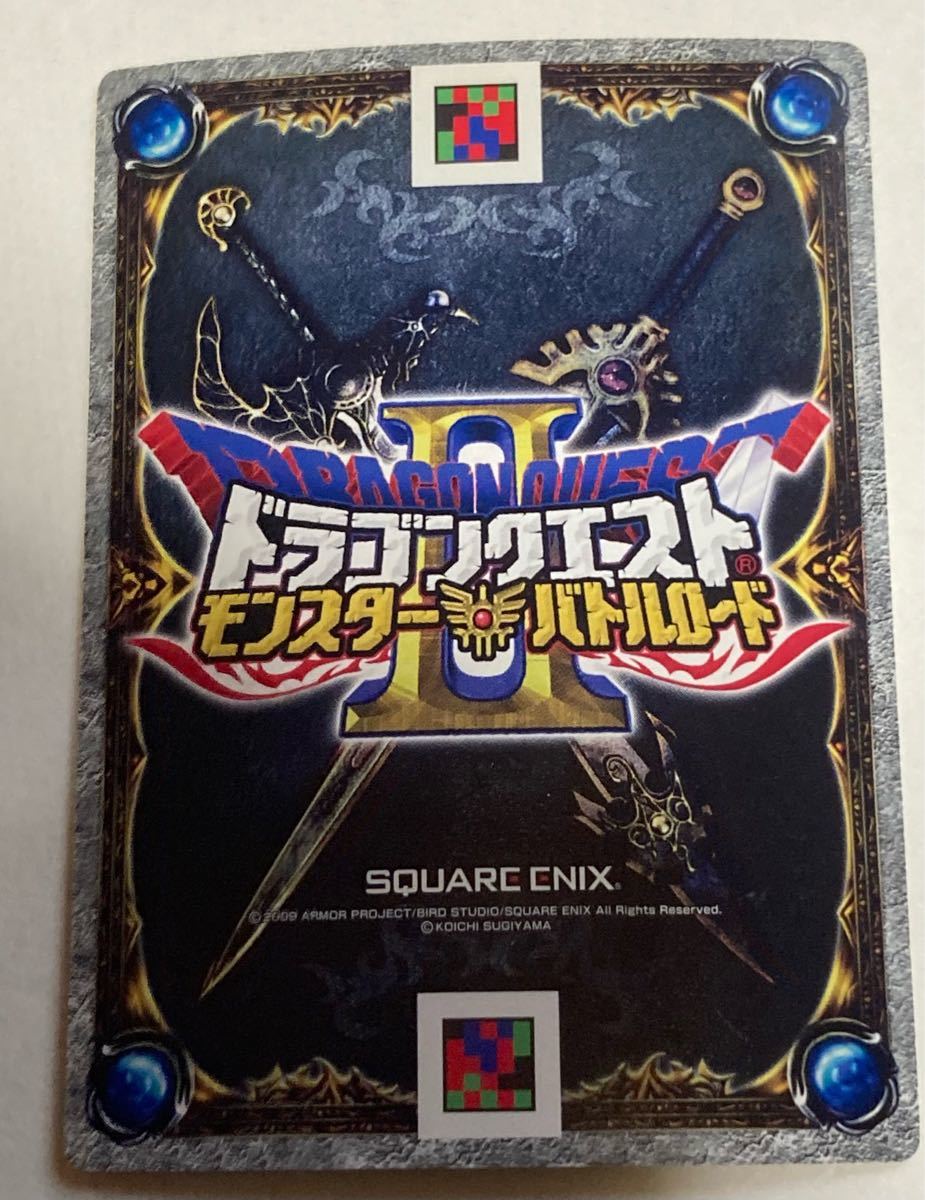 DRAGON QUEST
II
ドラゴンクエスト®
モンスターバトルロード
SQUARE ENIX®
©2009 ARMOR PROJECT/BIRD STUDIO/SQUARE ENIX All Rights Reserved.
©KOICHI SUGIYAMA